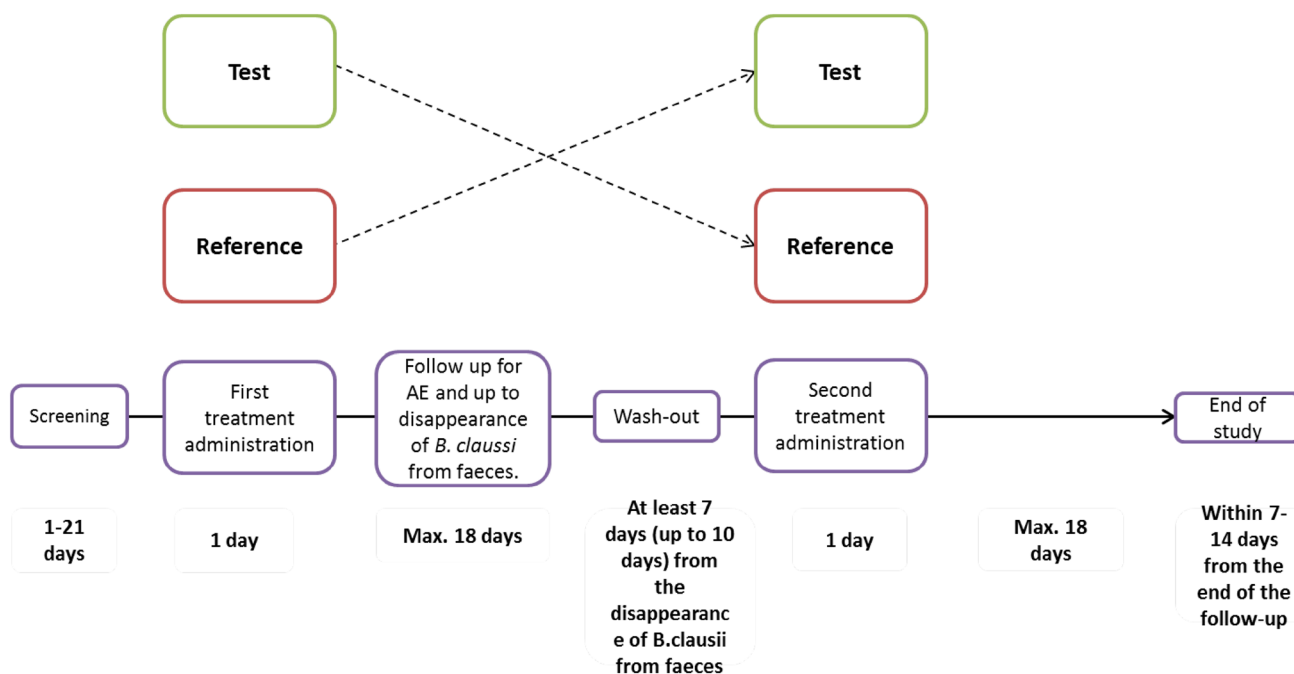 Test
Test
Reference
Reference
Screening
First
treatment
administration
Follow up for
AE and up to
disappearance
of B. claussi
from faeces.
Wash-out
Second
treatment
administration
End of
study
1-21
days
1 day
Max. 18 days
At least 7
days (up to 10
days) from
the
disappearanc
e of B.clausii
from faeces
1 day
Max. 18
days
Within 7-
14 days
from the
end of the
follow-up